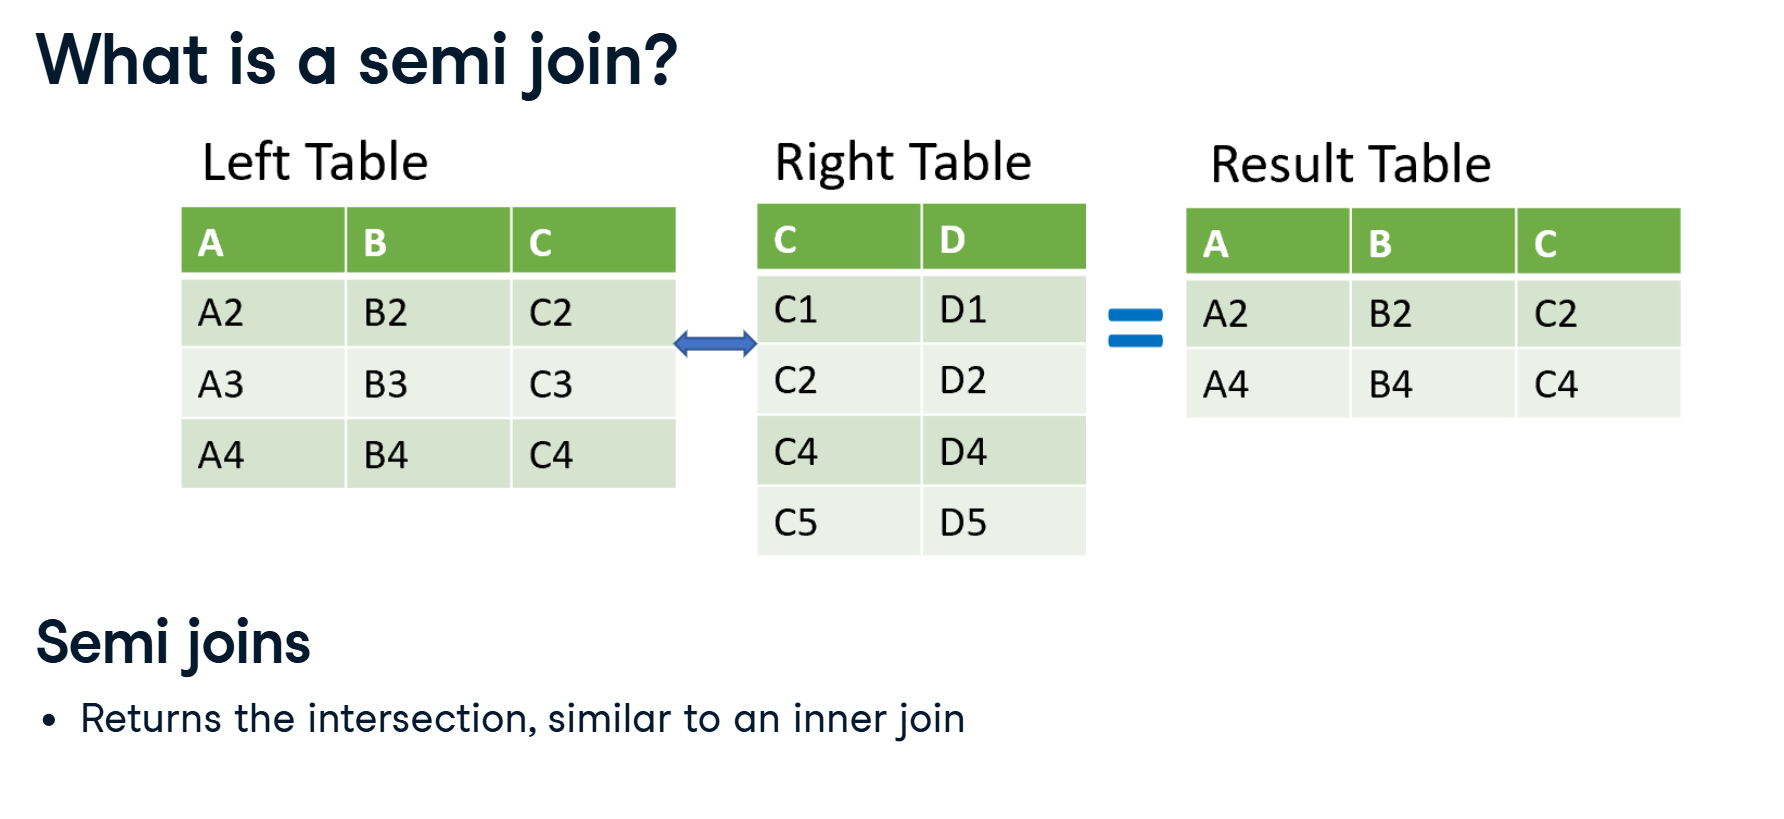 What is a semi join?
Left Table
A B C
A2 B2 C2
A3 B3 C3
A4 B4 C4
Right Table
C D
C1 D1
C2 D2
C4 D4
C5 D5
=
Result Table
A B C
A2 B2 C2
A4 B4 C4
Semi joins
• Returns the intersection, similar to an inner join